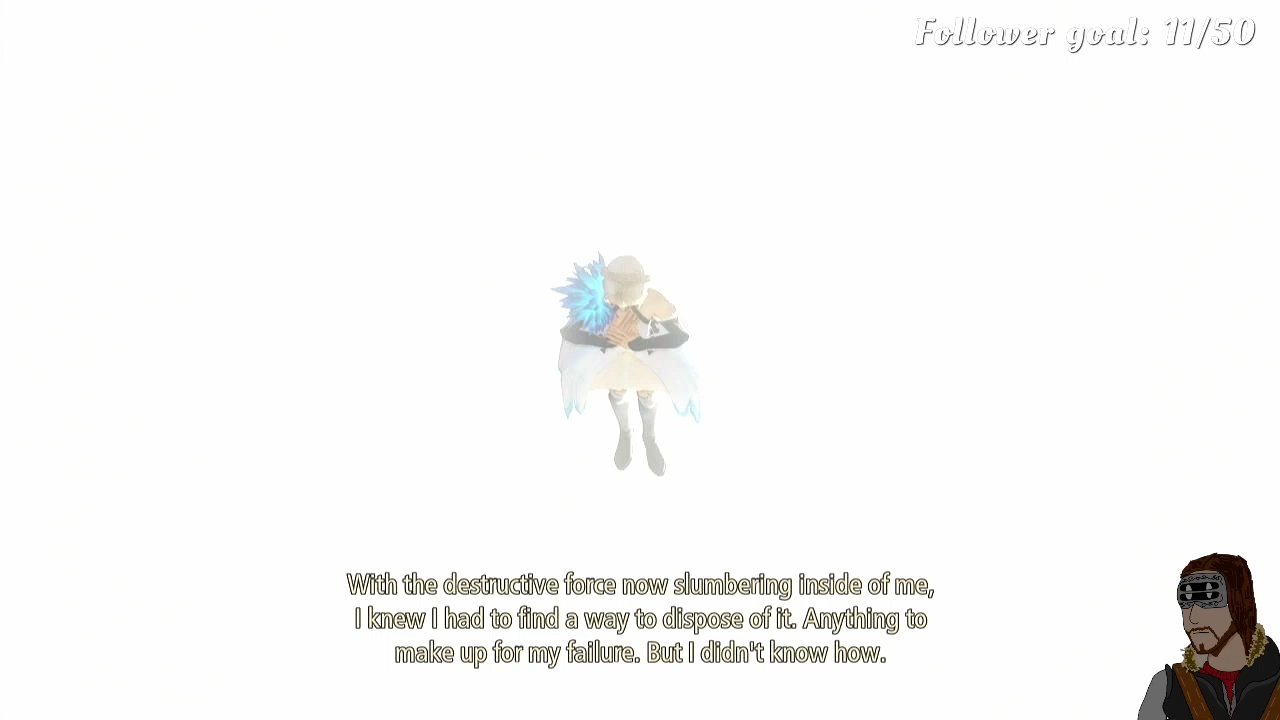 Follower goal: 11/50
With the destructive force now slumbering inside of me,
I knew I had to find a way to dispose of it. Anything to
make up for my failure. But I didn't know how.